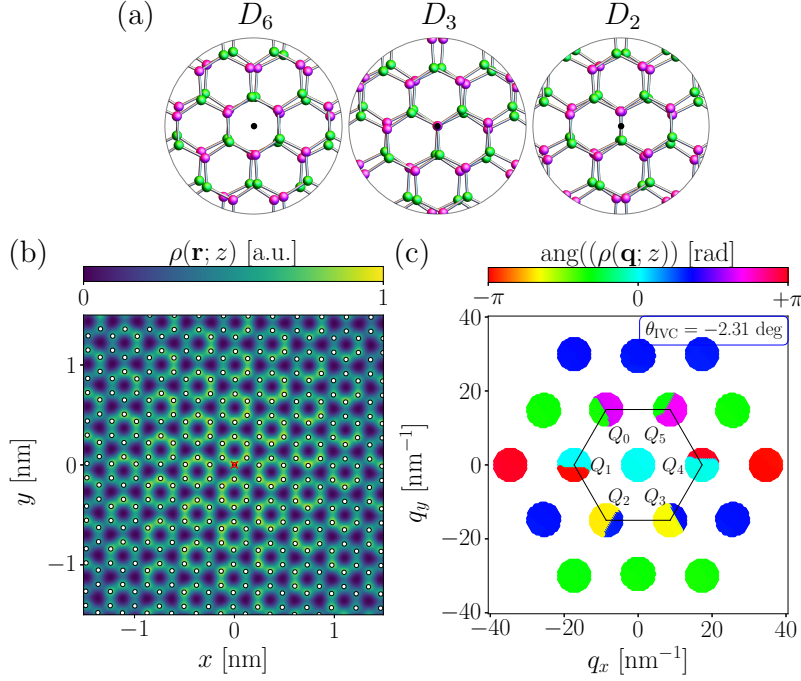 (a) D₆ D₃ D₂
(b) ρ(r; z) [a.u.]
0 1
1
0
−1
y [nm]
−1 0 1
x [nm]
(c) ang((ρ(q; z)) [rad]
−π 0 +π
θIVC = −2.31 deg
40
20
0
−20
−40
qy [nm⁻¹]
Q₀ Q₅
Q₁ Q₄
Q₂ Q₃
−40 −20 0 20 40
qx [nm⁻¹]